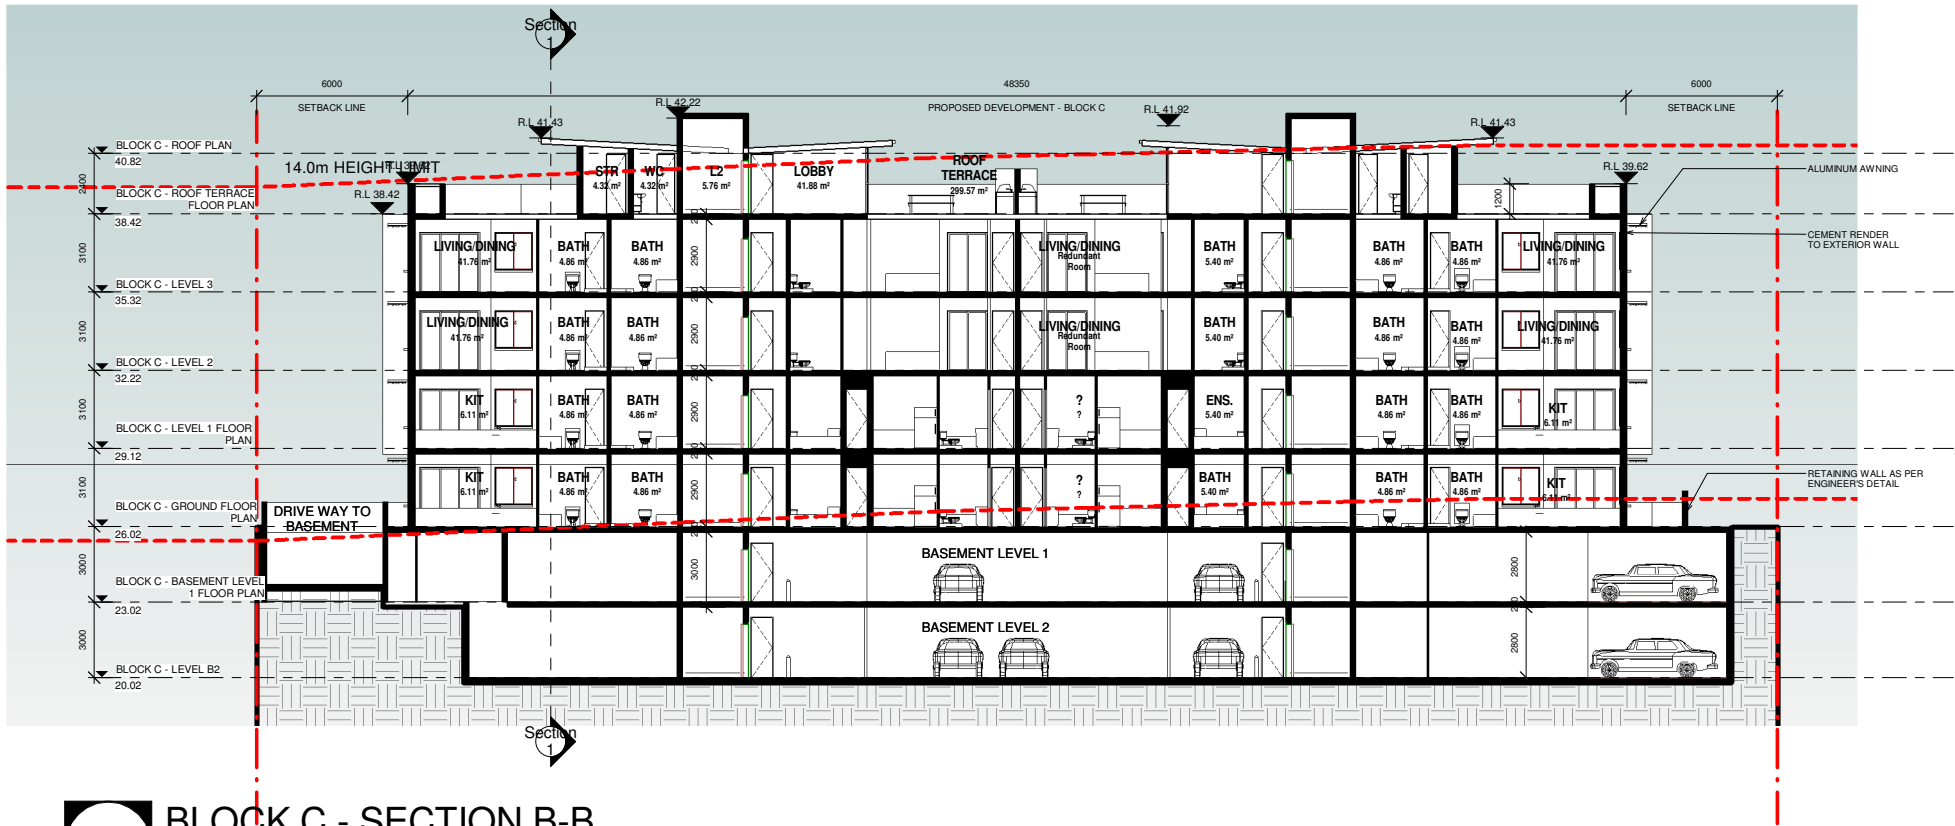 Section
1
6000
48350
6000
SETBACK LINE
R.L 42.22
PROPOSED DEVELOPMENT - BLOCK C
R.L 41.92
SETBACK LINE
R.L 41.43
R.L 41.43
BLOCK C - ROOF PLAN
40.82
14.0m HEIGHT LIMIT
R.L 39.62
ALUMINUM AWNING
2400
STR
4.32 m²
WC
4.32 m²
L2
5.76 m²
LOBBY
41.88 m²
ROOF
TERRACE
299.57 m²
BLOCK C - ROOF TERRACE
FLOOR PLAN
38.42
R.L 38.42
1200
CEMENT RENDER
TO EXTERIOR WALL
3100
LIVING/DINING
41.76 m²
BATH
4.86 m²
BATH
4.86 m²
2900
LIVING/DINING
Redundant
Room
BATH
5.40 m²
BATH
4.86 m²
BATH
4.86 m²
LIVING/DINING
41.76 m²
BLOCK C - LEVEL 3
35.32
3100
LIVING/DINING
41.76 m²
BATH
4.86 m²
BATH
4.86 m²
2900
LIVING/DINING
Redundant
Room
BATH
5.40 m²
BATH
4.86 m²
BATH
4.86 m²
LIVING/DINING
41.76 m²
BLOCK C - LEVEL 2
32.22
3100
KIT
6.11 m²
BATH
4.86 m²
BATH
4.86 m²
2900
?
?
ENS.
5.40 m²
BATH
4.86 m²
BATH
4.86 m²
KIT
6.11 m²
BLOCK C - LEVEL 1 FLOOR
PLAN
29.12
3100
KIT
6.11 m²
BATH
4.86 m²
BATH
4.86 m²
2900
?
?
BATH
5.40 m²
BATH
4.86 m²
BATH
4.86 m²
KIT
6.11 m²
RETAINING WALL AS PER
ENGINEER'S DETAIL
BLOCK C - GROUND FLOOR
PLAN
26.02
DRIVE WAY TO
BASEMENT
3000
3000
BASEMENT LEVEL 1
2800
BLOCK C - BASEMENT LEVEL
1 FLOOR PLAN
23.02
3000
BASEMENT LEVEL 2
2800
BLOCK C - LEVEL B2
20.02
Section
1
BLOCK C - SECTION B-B